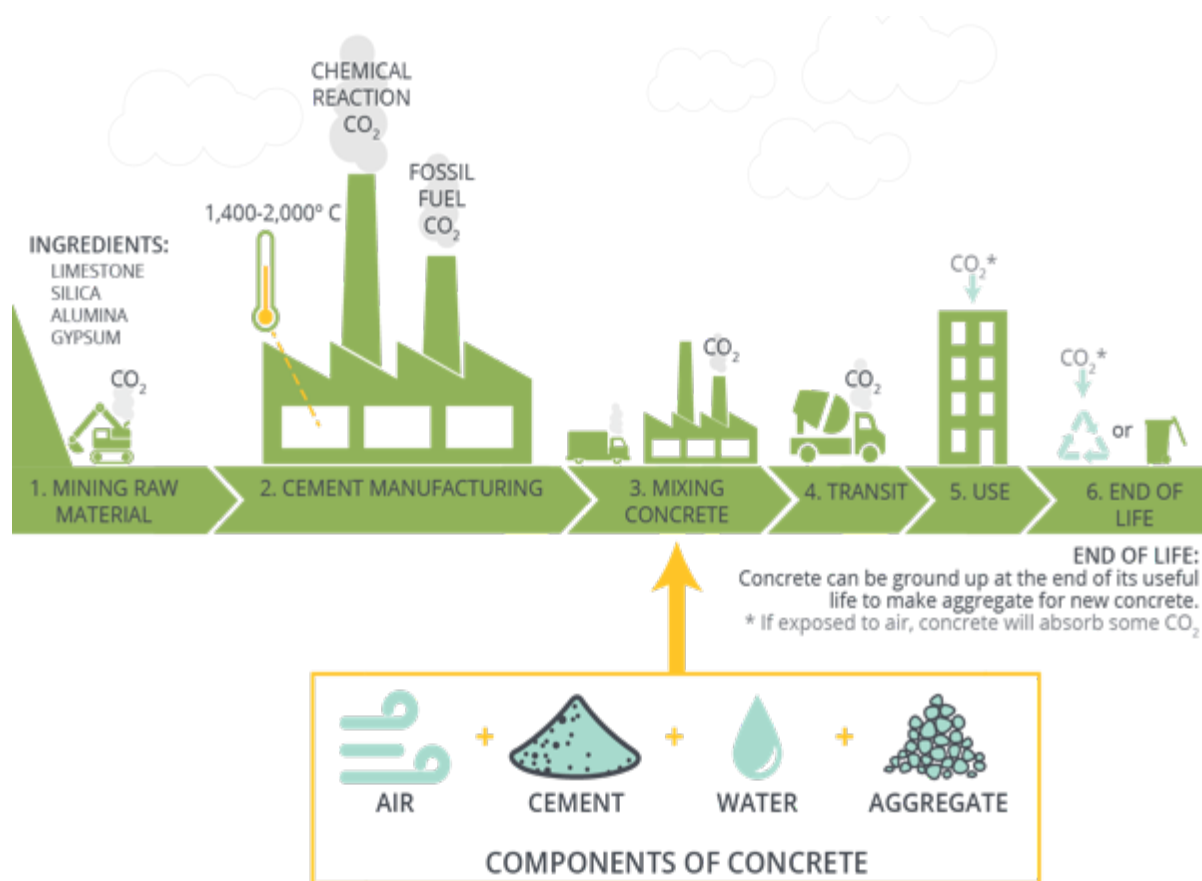 CHEMICAL
REACTION
CO₂
FOSSIL
FUEL
CO₂
1,400-2,000º C
INGREDIENTS:
LIMESTONE
SILICA
ALUMINA
GYPSUM
CO₂
CO₂
CO₂
CO₂*
CO₂*
or
1. MINING RAW
MATERIAL
2. CEMENT MANUFACTURING
3. MIXING
CONCRETE
4. TRANSIT
5. USE
6. END OF
LIFE
END OF LIFE:
Concrete can be ground up at the end of its useful
life to make aggregate for new concrete.
* If exposed to air, concrete will absorb some CO₂
AIR
+
CEMENT
+
WATER
+
AGGREGATE
COMPONENTS OF CONCRETE